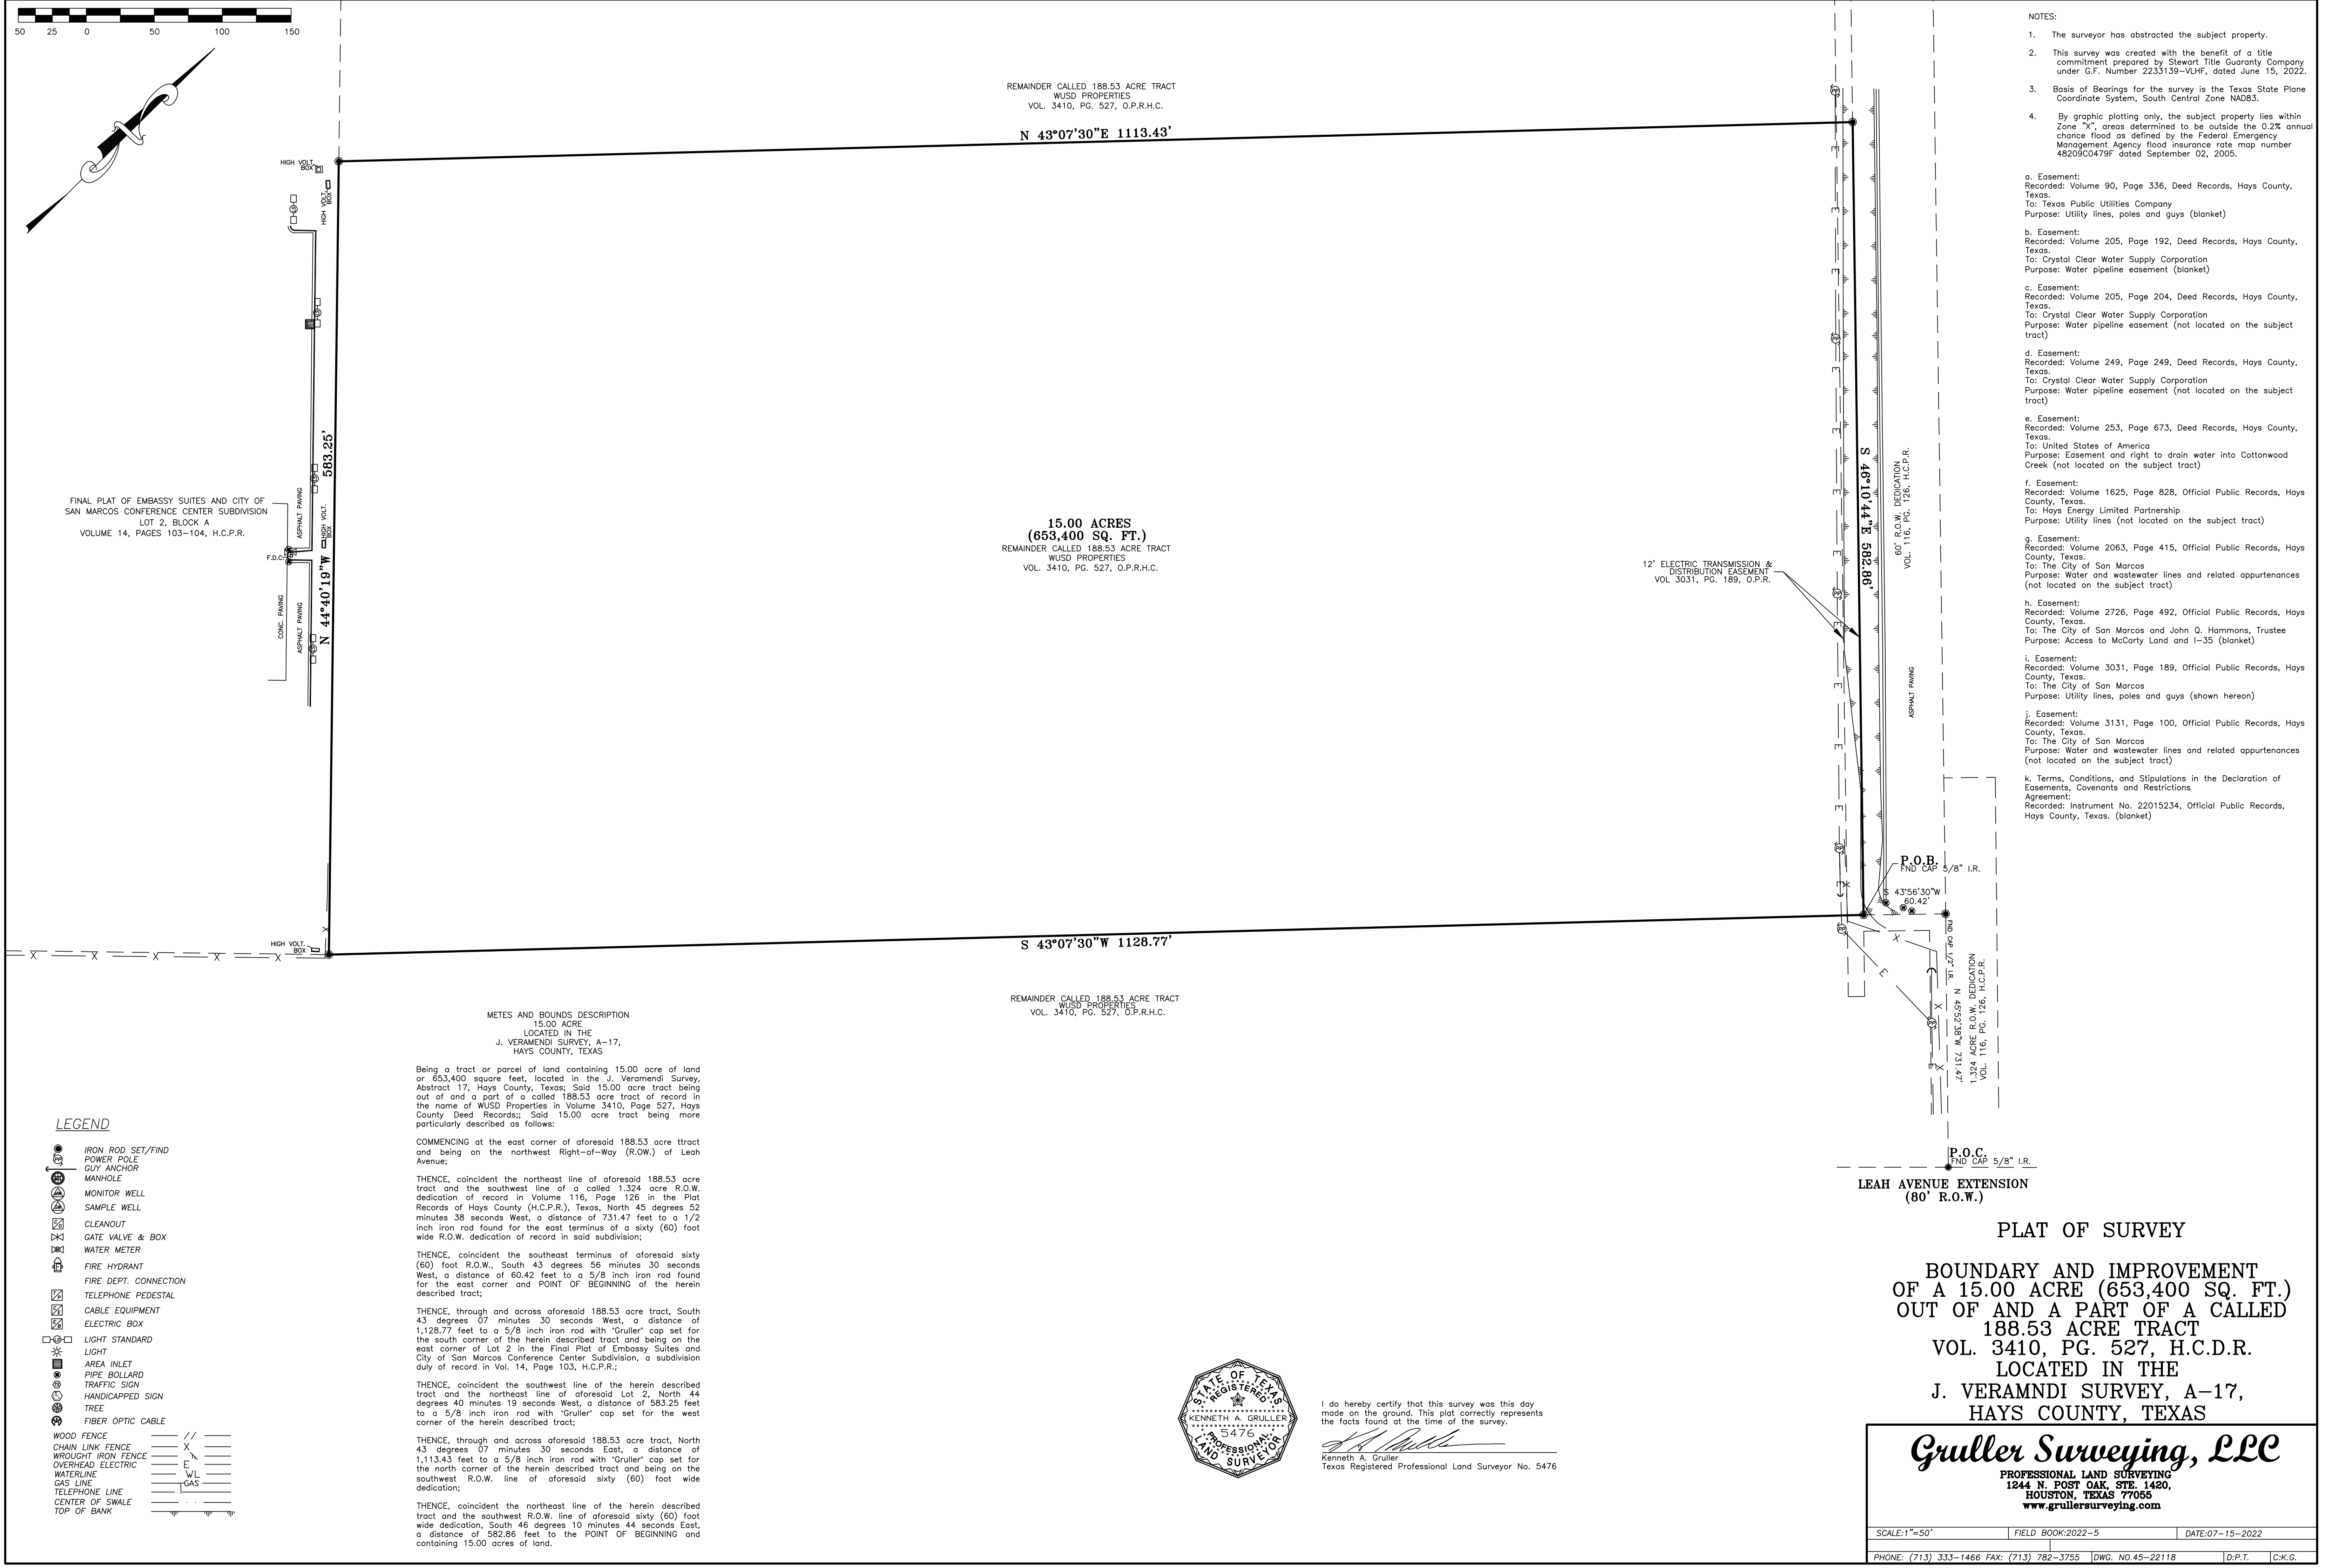 50 25 0 50 100 150
REMAINDER CALLED 188.53 ACRE TRACT
WUSD PROPERTIES
VOL. 3410, PG. 527, O.P.R.H.C.
N 43°07'30"E 1113.43'
HIGH VOLT.
BOX
HIGH VOLT.
BOX
N 44°40'19"W 583.25'
ASPHALT PAVING
HIGH VOLT.
BOX
FINAL PLAT OF EMBASSY SUITES AND CITY OF
SAN MARCOS CONFERENCE CENTER SUBDIVISION
LOT 2, BLOCK A
VOLUME 14, PAGES 103-104, H.C.P.R.
F.D.C.
CONC. PAVING
ASPHALT PAVING
HIGH VOLT.
BOX
15.00 ACRES
(653,400 SQ. FT.)
REMAINDER CALLED 188.53 ACRE TRACT
WUSD PROPERTIES
VOL. 3410, PG. 527, O.P.R.H.C.
12' ELECTRIC TRANSMISSION &
DISTRIBUTION EASEMENT
VOL 3031, PG. 189, O.P.R.
S 46°10'44"E 582.86'
60' R.O.W. DEDICATION
VOL. 116, PG. 126, H.C.P.R.
ASPHALT PAVING
P.O.B.
FND CAP 5/8" I.R.
S 43°56'30"W
60.42'
FND CAP 1/2" I.R.
N 45°52'38"W 731.47'
1.324 ACRE R.O.W. DEDICATION
VOL. 116, PG. 126, H.C.P.R.
P.O.C.
FND CAP 5/8" I.R.
LEAH AVENUE EXTENSION
(80' R.O.W.)
S 43°07'30"W 1128.77'
REMAINDER CALLED 188.53 ACRE TRACT
WUSD PROPERTIES
VOL. 3410, PG. 527, O.P.R.H.C.
NOTES:
1. The surveyor has abstracted the subject property.
2. This survey was created with the benefit of a title
commitment prepared by Stewart Title Guaranty Company
under G.F. Number 2233139-VLHF, dated June 15, 2022.
3. Basis of Bearings for the survey is the Texas State Plane
Coordinate System, South Central Zone NAD83.
4. By graphic plotting only, the subject property lies within
Zone "X", areas determined to be outside the 0.2% annual
chance flood as defined by the Federal Emergency
Management Agency flood insurance rate map number
48209C0479F dated September 02, 2005.
a. Easement:
Recorded: Volume 90, Page 336, Deed Records, Hays County,
Texas.
To: Texas Public Utilities Company
Purpose: Utility lines, poles and guys (blanket)
b. Easement:
Recorded: Volume 205, Page 192, Deed Records, Hays County,
Texas.
To: Crystal Clear Water Supply Corporation
Purpose: Water pipeline easement (blanket)
c. Easement:
Recorded: Volume 205, Page 204, Deed Records, Hays County,
Texas.
To: Crystal Clear Water Supply Corporation
Purpose: Water pipeline easement (not located on the subject
tract)
d. Easement:
Recorded: Volume 249, Page 249, Deed Records, Hays County,
Texas.
To: Crystal Clear Water Supply Corporation
Purpose: Water pipeline easement (not located on the subject
tract)
e. Easement:
Recorded: Volume 253, Page 673, Deed Records, Hays County,
Texas.
To: United States of America
Purpose: Easement and right to drain water into Cottonwood
Creek (not located on the subject tract)
f. Easement:
Recorded: Volume 1625, Page 828, Official Public Records, Hays
County, Texas.
To: Hays Energy Limited Partnership
Purpose: Utility lines (not located on the subject tract)
g. Easement:
Recorded: Volume 2063, Page 415, Official Public Records, Hays
County, Texas.
To: The City of San Marcos
Purpose: Water and wastewater lines and related appurtenances
(not located on the subject tract)
h. Easement:
Recorded: Volume 2726, Page 492, Official Public Records, Hays
County, Texas.
To: The City of San Marcos and John Q. Hammons, Trustee
Purpose: Access to McCarty Land and I-35 (blanket)
i. Easement:
Recorded: Volume 3031, Page 189, Official Public Records, Hays
County, Texas.
To: The City of San Marcos
Purpose: Utility lines, poles and guys (shown hereon)
j. Easement:
Recorded: Volume 3131, Page 100, Official Public Records, Hays
County, Texas.
To: The City of San Marcos
Purpose: Water and wastewater lines and related appurtenances
(not located on the subject tract)
k. Terms, Conditions, and Stipulations in the Declaration of
Easements, Covenants and Restrictions
Agreement:
Recorded: Instrument No. 22015234, Official Public Records,
Hays County, Texas. (blanket)
METES AND BOUNDS DESCRIPTION
15.00 ACRE
LOCATED IN THE
J. VERAMENDI SURVEY, A-17,
HAYS COUNTY, TEXAS
Being a tract or parcel of land containing 15.00 acre of land
or 653,400 square feet, located in the J. Veramendi Survey,
Abstract 17, Hays County, Texas; Said 15.00 acre tract being
out of and a part of a called 188.53 acre tract of record in
the name of WUSD Properties in Volume 3410, Page 527, Hays
County Deed Records;; Said 15.00 acre tract being more
particularly described as follows:
COMMENCING at the east corner of aforesaid 188.53 acre ttract
and being on the northwest Right-of-Way (R.OW.) of Leah
Avenue;
THENCE, coincident the northeast line of aforesaid 188.53 acre
tract and the southwest line of a called 1.324 acre R.O.W.
dedication of record in Volume 116, Page 126 in the Plat
Records of Hays County (H.C.P.R.), Texas, North 45 degrees 52
minutes 38 seconds West, a distance of 731.47 feet to a 1/2
inch iron rod found for the east terminus of a sixty (60) foot
wide R.O.W. dedication of record in said subdivision;
THENCE, coincident the southeast terminus of aforesaid sixty
(60) foot R.O.W., South 43 degrees 56 minutes 30 seconds
West, a distance of 60.42 feet to a 5/8 inch iron rod found
for the east corner and POINT OF BEGINNING of the herein
described tract;
THENCE, through and across aforesaid 188.53 acre tract, South
43 degrees 07 minutes 30 seconds West, a distance of
1,128.77 feet to a 5/8 inch iron rod with "Gruller" cap set for
the south corner of the herein described tract and being on the
east corner of Lot 2 in the Final Plat of Embassy Suites and
City of San Marcos Conference Center Subdivision, a subdivision
duly of record in Vol. 14, Page 103, H.C.P.R.;
THENCE, coincident the southwest line of the herein described
tract and the northeast line of aforesaid Lot 2, North 44
degrees 40 minutes 19 seconds West, a distance of 583.25 feet
to a 5/8 inch iron rod with "Gruller" cap set for the west
corner of the herein described tract;
THENCE, through and across aforesaid 188.53 acre tract, North
43 degrees 07 minutes 30 seconds East, a distance of
1,113.43 feet to a 5/8 inch iron rod with "Gruller" cap set for
the north corner of the herein described tract and being on the
southwest R.O.W. line of aforesaid sixty (60) foot wide
dedication;
THENCE, coincident the northeast line of the herein described
tract and the southwest R.O.W. line of aforesaid sixty (60) foot
wide dedication, South 46 degrees 10 minutes 44 seconds East,
a distance of 582.86 feet to the POINT OF BEGINNING and
containing 15.00 acres of land.
LEGEND
IRON ROD SET/FIND
POWER POLE
GUY ANCHOR
MANHOLE
MONITOR WELL
SAMPLE WELL
CLEANOUT
GATE VALVE & BOX
WATER METER
FIRE HYDRANT
FIRE DEPT. CONNECTION
TELEPHONE PEDESTAL
CABLE EQUIPMENT
ELECTRIC BOX
LIGHT STANDARD
LIGHT
AREA INLET
PIPE BOLLARD
TRAFFIC SIGN
HANDICAPPED SIGN
TREE
FIBER OPTIC CABLE
WOOD FENCE //
CHAIN LINK FENCE X
WROUGHT IRON FENCE
OVERHEAD ELECTRIC E
WATERLINE WL
GAS LINE GAS
TELEPHONE LINE T
CENTER OF SWALE
TOP OF BANK
STATE OF TEXAS
REGISTERED
KENNETH A. GRULLER
5476
PROFESSIONAL
LAND SURVEYOR
I do hereby certify that this survey was this day
made on the ground. This plat correctly represents
the facts found at the time of the survey.
Kenneth A. Gruller
Texas Registered Professional Land Surveyor No. 5476
PLAT OF SURVEY
BOUNDARY AND IMPROVEMENT
OF A 15.00 ACRE (653,400 SQ. FT.)
OUT OF AND A PART OF A CALLED
188.53 ACRE TRACT
VOL. 3410, PG. 527, H.C.D.R.
LOCATED IN THE
J. VERAMNDI SURVEY, A-17,
HAYS COUNTY, TEXAS
Gruller Surveying, LLC
PROFESSIONAL LAND SURVEYING
1244 N. POST OAK, STE. 1420,
HOUSTON, TEXAS 77055
www.grullersurveying.com
SCALE:1"=50' FIELD BOOK:2022-5 DATE:07-15-2022
PHONE: (713) 333-1466 FAX: (713) 782-3755 DWG. NO.45-22118 D:P.T. C:K.G.